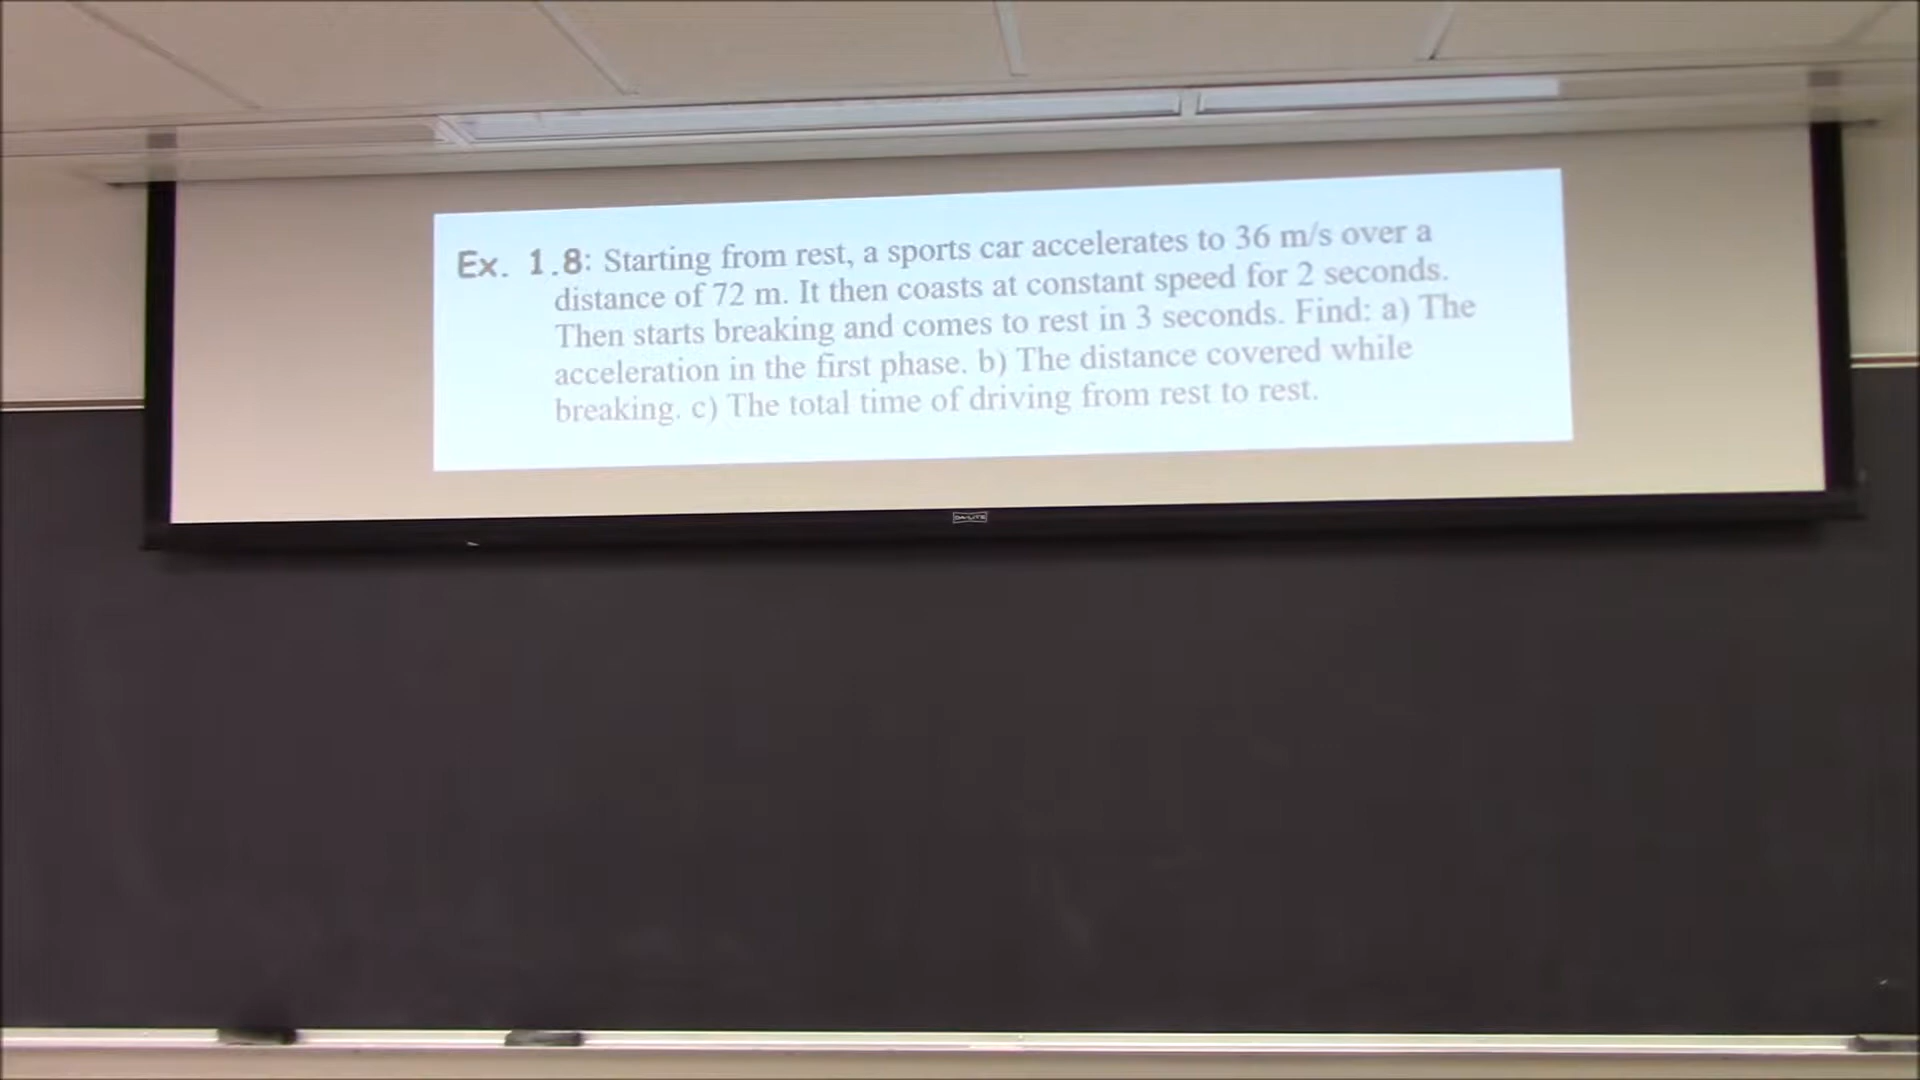 Ex. 1.8: Starting from rest, a sports car accelerates to 36 m/s over a
distance of 72 m. It then coasts at constant speed for 2 seconds.
Then starts breaking and comes to rest in 3 seconds. Find: a) The
acceleration in the first phase. b) The distance covered while
breaking. c) The total time of driving from rest to rest.
DA-LITE